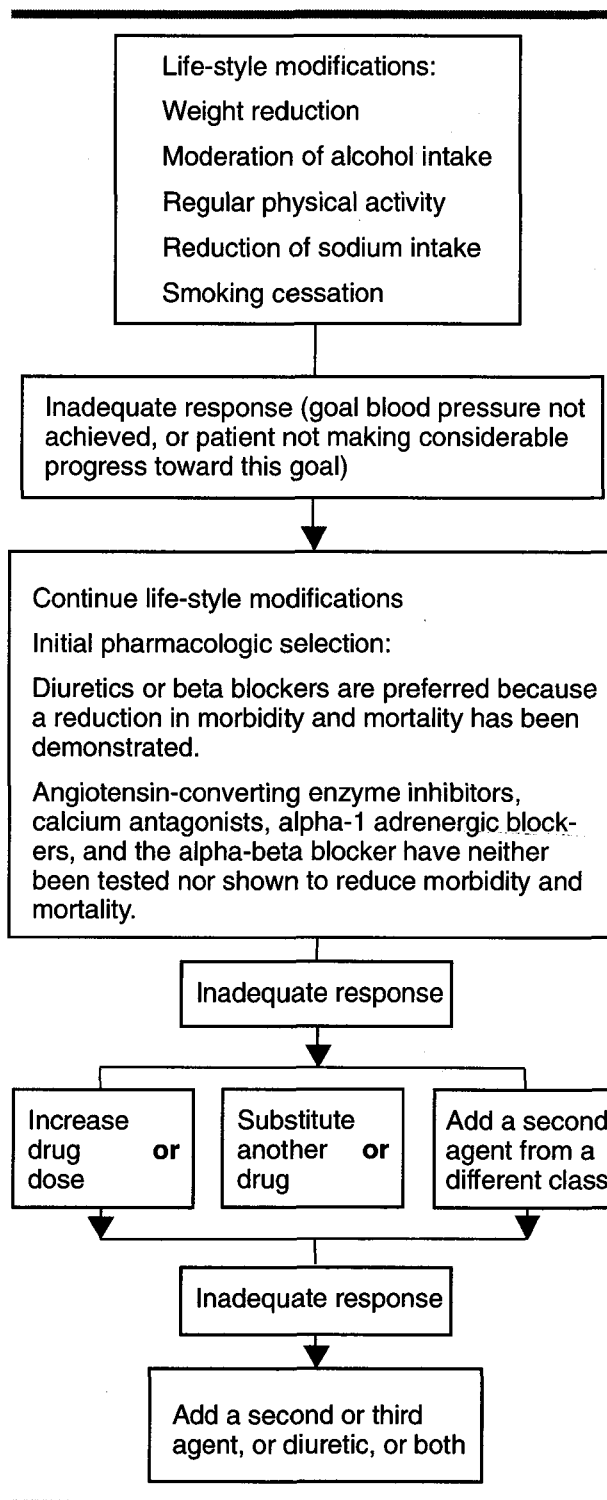 Life-style modifications:
Weight reduction
Moderation of alcohol intake
Regular physical activity
Reduction of sodium intake
Smoking cessation
Inadequate response (goal blood pressure not
achieved, or patient not making considerable
progress toward this goal)
Continue life-style modifications
Initial pharmacologic selection:
Diuretics or beta blockers are preferred because
a reduction in morbidity and mortality has been
demonstrated.
Angiotensin-converting enzyme inhibitors,
calcium antagonists, alpha-1 adrenergic block-
ers, and the alpha-beta blocker have neither
been tested nor shown to reduce morbidity and
mortality.
Inadequate response
Increase
drug or
dose
Substitute
another or
drug
Add a second
agent from a
different class
Inadequate response
Add a second or third
agent, or diuretic, or both